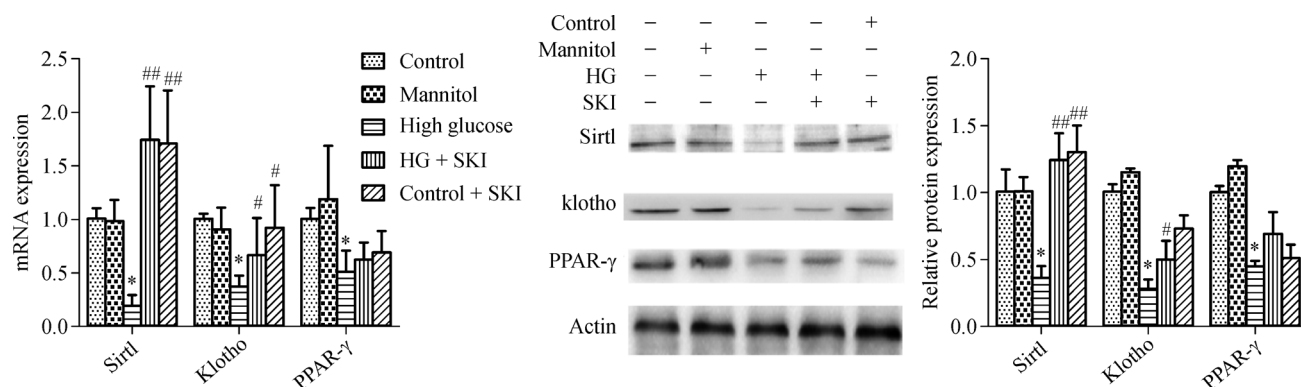 mRNA expression
2.5
2.0
1.5
1.0
0.5
0.0
## ##
*
#
#
*
*
Sirtl
Klotho
PPAR-γ
Control
Mannitol
High glucose
HG + SKI
Control + SKI
Control – – – – +
Mannitol – + – – –
HG – – + + –
SKI – – – + +
Sirtl
klotho
PPAR-γ
Actin
Relative protein expression
2.0
1.5
1.0
0.5
0.0
## ##
*
*
#
*
Sirtl
Klotho
PPAR-γ